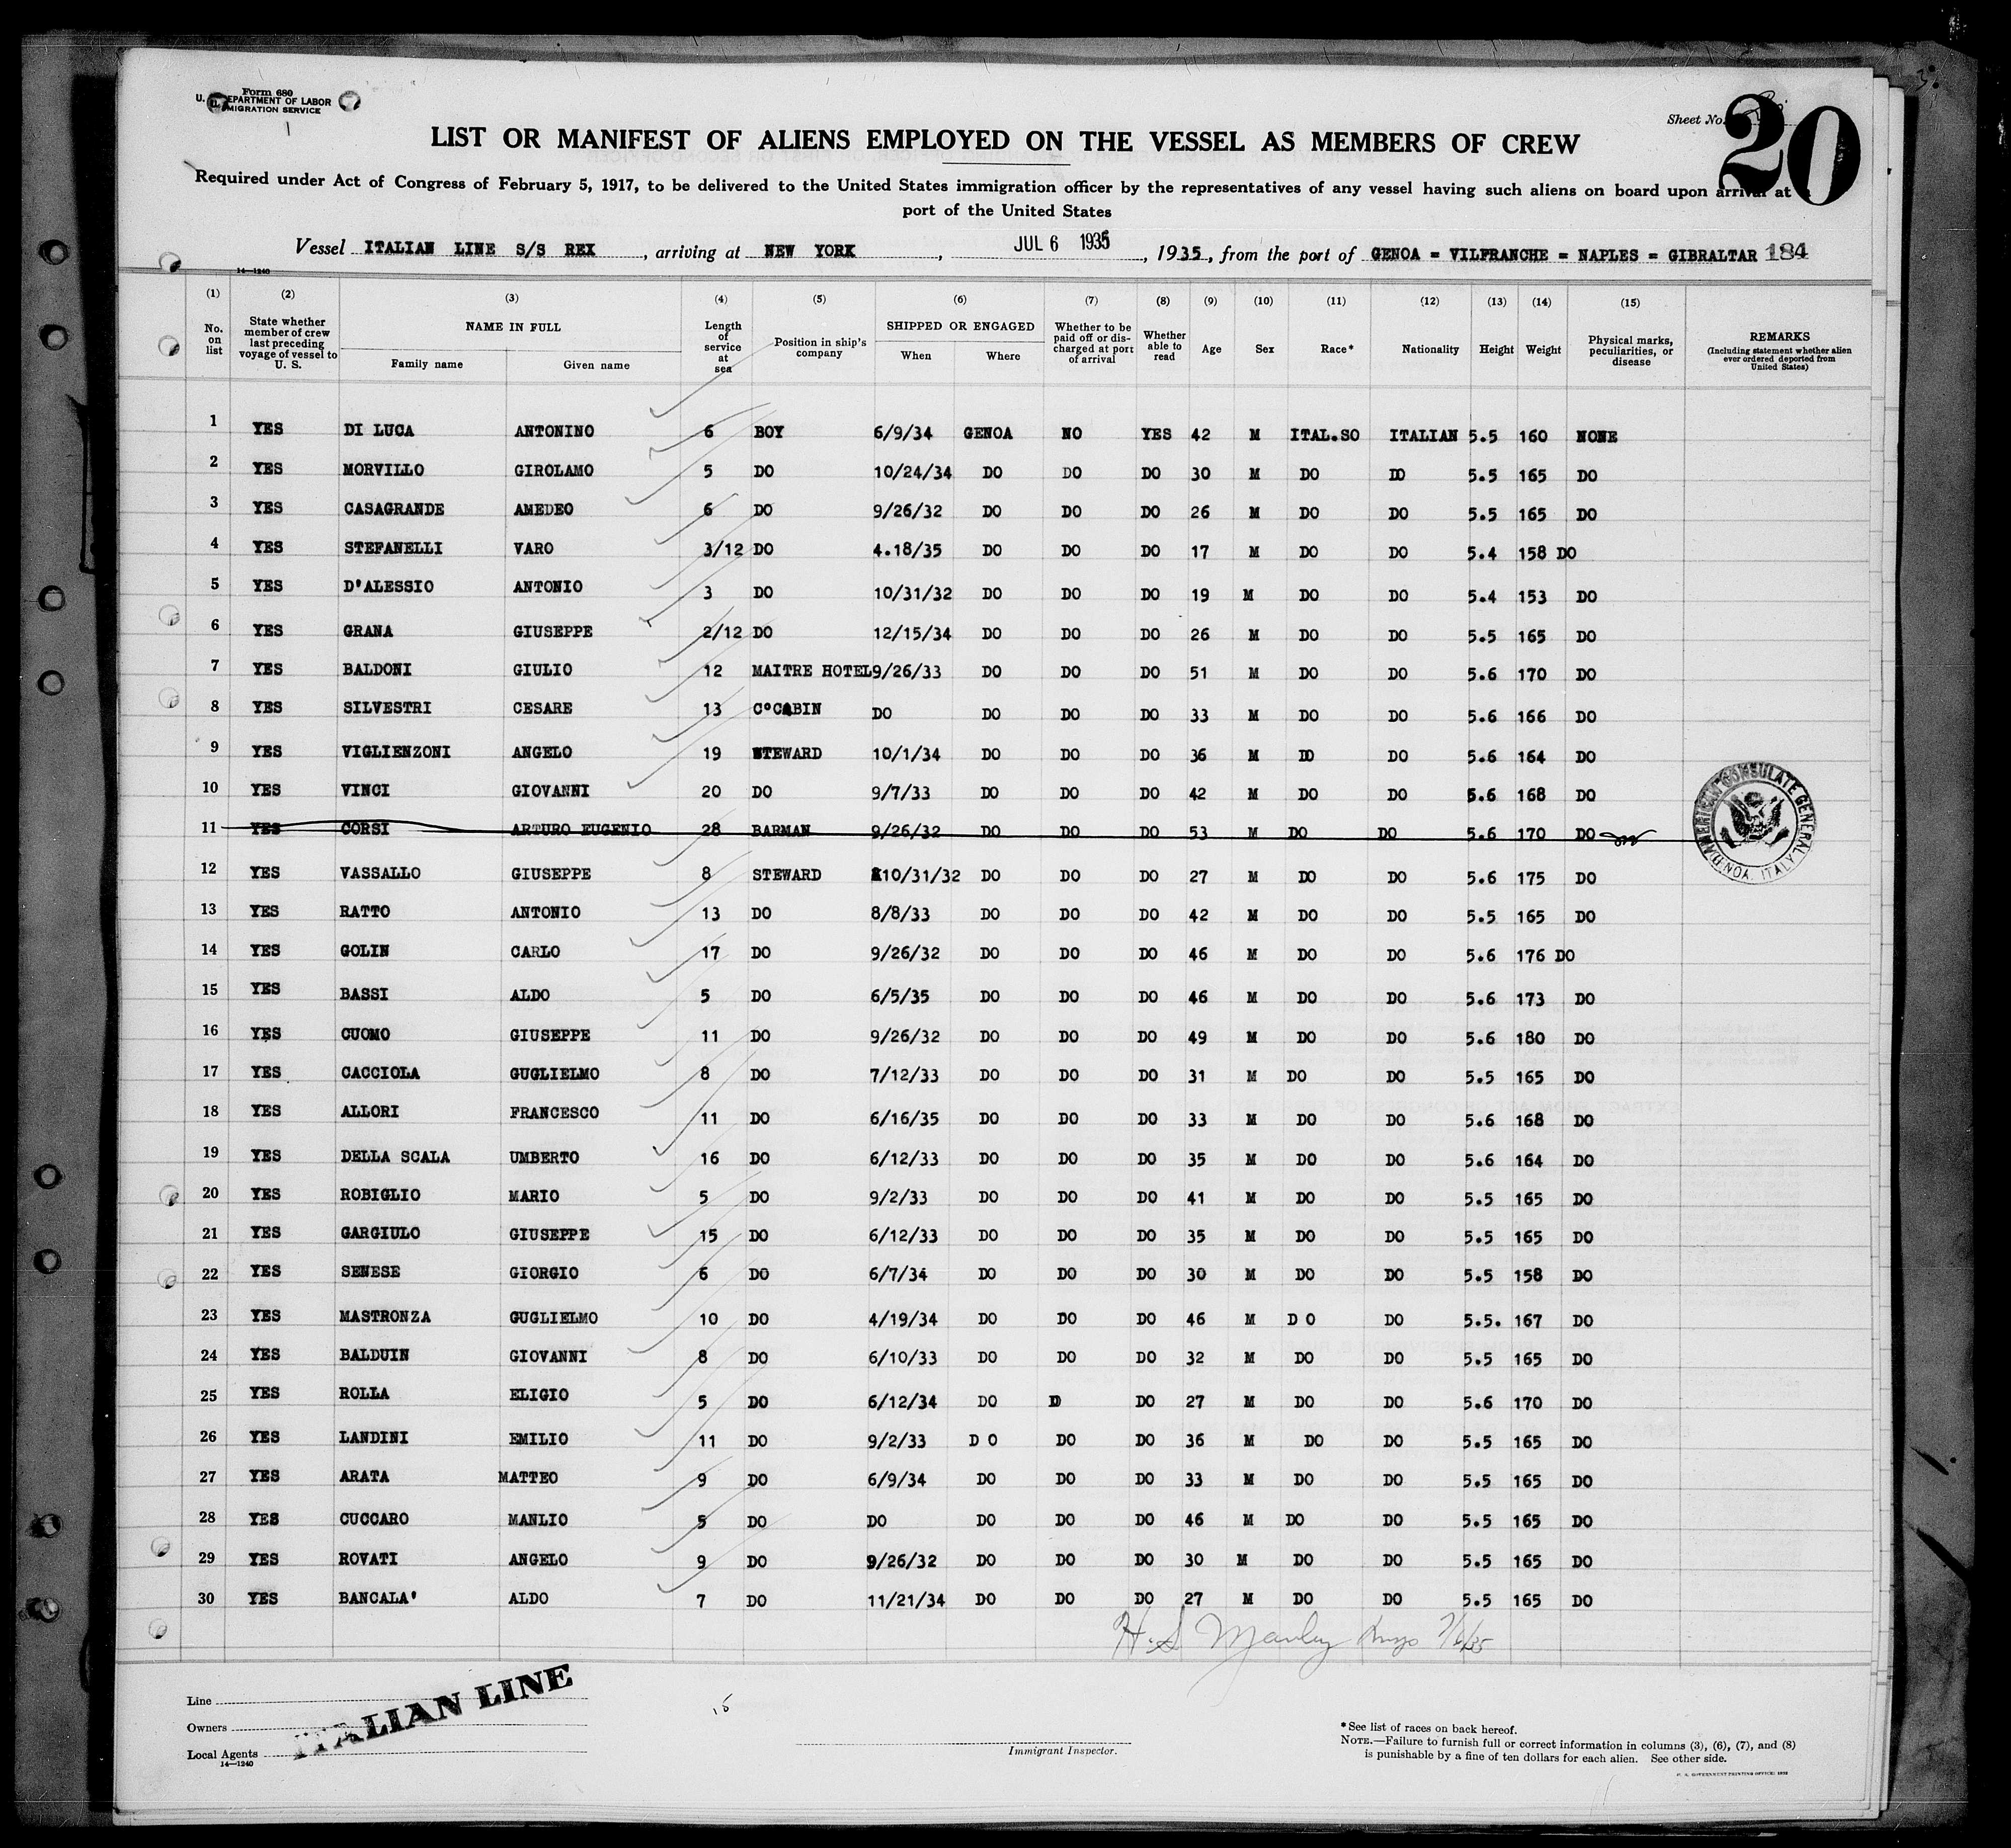 Form 680
U. S. DEPARTMENT OF LABOR
IMMIGRATION SERVICE
Sheet No.
20
LIST OR MANIFEST OF ALIENS EMPLOYED ON THE VESSEL AS MEMBERS OF CREW
Required under Act of Congress of February 5, 1917, to be delivered to the United States immigration officer by the representatives of any vessel having such aliens on board upon arrival at
port of the United States
Vessel ITALIAN LINE S/S REX, arriving at NEW YORK, JUL 6 1935, 1935, from the port of GENOA = VILFRANCHE = NAPLES = GIBRALTAR 184
14—1240
(1) (2) (3) (4) (5) (6) (7) (8) (9) (10) (11) (12) (13) (14) (15)
No. on list State whether member of crew last preceding voyage of vessel to U. S. NAME IN FULL Family name Given name Length of service at sea Position in ship's company SHIPPED OR ENGAGED When Where Whether to be paid off or discharged at port of arrival Whether able to read Age Sex Race* Nationality Height Weight Physical marks, peculiarities, or disease REMARKS (Including statement whether alien ever ordered deported from United States)
1 YES DI LUCA ANTONINO 6 BOY 6/9/34 GENOA NO YES 42 M ITAL.SO ITALIAN 5.5 160 NONE
2 YES MORVILLO GIROLAMO 5 DO 10/24/34 DO DO DO 30 M DO DO 5.5 165 DO
3 YES CASAGRANDE AMEDEO 6 DO 9/26/32 DO DO DO 26 M DO DO 5.5 165 DO
4 YES STEFANELLI VARO 3/12 DO 4.18/35 DO DO DO 17 M DO DO 5.4 158 DO
5 YES D'ALESSIO ANTONIO 3 DO 10/31/32 DO DO DO 19 M DO DO 5.4 153 DO
6 YES GRANA GIUSEPPE 2/12 DO 12/15/34 DO DO DO 26 M DO DO 5.5 165 DO
7 YES BALDONI GIULIO 12 MAITRE HOTEL 9/26/33 DO DO DO 51 M DO DO 5.6 170 DO
8 YES SILVESTRI CESARE 13 C°CABIN DO DO DO DO 33 M DO DO 5.6 166 DO
9 YES VIGLIENZONI ANGELO 19 STEWARD 10/1/34 DO DO DO 36 M DO DO 5.6 164 DO
10 YES VINCI GIOVANNI 20 DO 9/7/33 DO DO DO 42 M DO DO 5.6 168 DO
11 YES CORSI ARTURO EUGENIO 28 BARMAN 9/26/32 DO DO DO 53 M DO DO 5.6 170 DO
AMERICAN CONSULATE GENERAL GENOA, ITALY
12 YES VASSALLO GIUSEPPE 8 STEWARD 10/31/32 DO DO DO 27 M DO DO 5.6 175 DO
13 YES RATTO ANTONIO 13 DO 8/8/33 DO DO DO 42 M DO DO 5.5 165 DO
14 YES GOLIN CARLO 17 DO 9/26/32 DO DO DO 46 M DO DO 5.6 176 DO
15 YES BASSI ALDO 5 DO 6/5/35 DO DO DO 46 M DO DO 5.6 173 DO
16 YES CUOMO GIUSEPPE 11 DO 9/26/32 DO DO DO 49 M DO DO 5.6 180 DO
17 YES CACCIOLA GUGLIELMO 8 DO 7/12/33 DO DO DO 31 M DO DO 5.5 165 DO
18 YES ALLORI FRANCESCO 11 DO 6/16/35 DO DO DO 33 M DO DO 5.6 168 DO
19 YES DELLA SCALA UMBERTO 16 DO 6/12/33 DO DO DO 35 M DO DO 5.6 164 DO
20 YES ROBIGLIO MARIO 5 DO 9/2/33 DO DO DO 41 M DO DO 5.5 165 DO
21 YES GARGIULO GIUSEPPE 15 DO 6/12/33 DO DO DO 35 M DO DO 5.5 165 DO
22 YES SENESE GIORGIO 6 DO 6/7/34 DO DO DO 30 M DO DO 5.5 158 DO
23 YES MASTRONZA GUGLIELMO 10 DO 4/19/34 DO DO DO 46 M D O DO 5.5. 167 DO
24 YES BALDUIN GIOVANNI 8 DO 6/10/33 DO DO DO 32 M DO DO 5.5 165 DO
25 YES ROLLA ELIGIO 5 DO 6/12/34 DO D DO 27 M DO DO 5.6 170 DO
26 YES LANDINI EMILIO 11 DO 9/2/33 D O DO DO 36 M DO DO 5.5 165 DO
27 YES ARATA MATTEO 9 DO 6/9/34 DO DO DO 33 M DO DO 5.5 165 DO
28 YES CUCCARO MANLIO 5 DO DO DO DO DO 46 M DO DO 5.5 165 DO
29 YES ROVATI ANGELO 9 DO 9/26/32 DO DO DO 30 M DO DO 5.5 165 DO
30 YES BANCALA' ALDO 7 DO 11/21/34 DO DO DO 27 M DO DO 5.5 165 DO
H. S. Manley 7/6/35
Line
Owners
Local Agents
ITALIAN LINE
14—1240
15
Immigrant Inspector.
*See list of races on back hereof.
NOTE.—Failure to furnish full or correct information in columns (3), (6), (7), and (8)
is punishable by a fine of ten dollars for each alien. See other side.